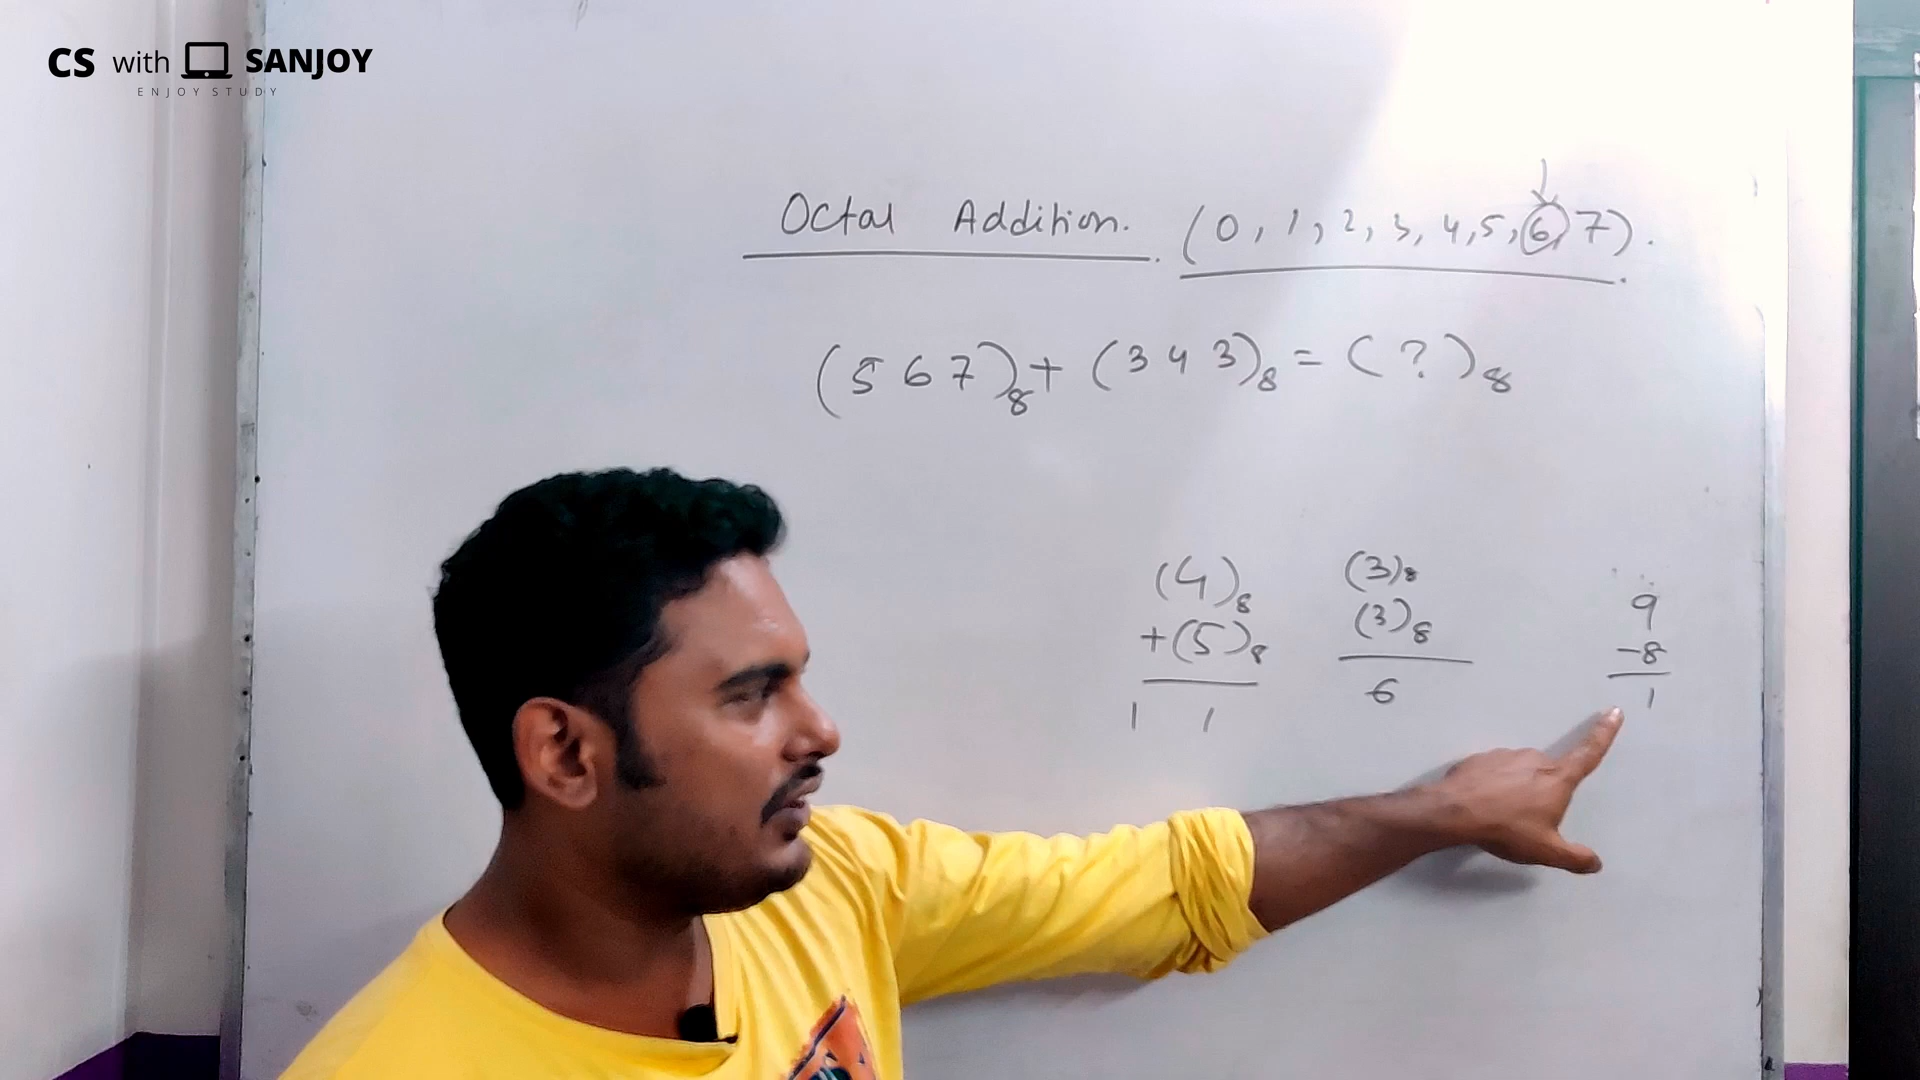 CS with SANJOY
ENJOY STUDY
Octal Addition. (0, 1, 2, 3, 4, 5, 6, 7).
(5 6 7)₈ + (3 4 3)₈ = ( ? )₈
(4)₈
+(5)₈
1 1
(3)₈
(3)₈
6
9
-8
1